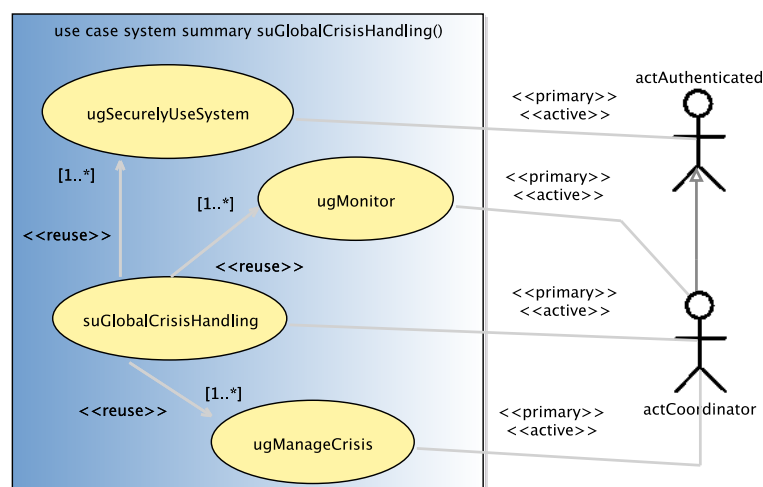 use case system summary suGlobalCrisisHandling()
actAuthenticated
<<primary>>
<<active>>
ugSecurelyUseSystem
[1..*]
<<primary>>
<<active>>
[1..*]
ugMonitor
<<reuse>>
<<reuse>>
<<primary>>
<<active>>
suGlobalCrisisHandling
[1..*]
<<reuse>>
actCoordinator
<<primary>>
<<active>>
ugManageCrisis